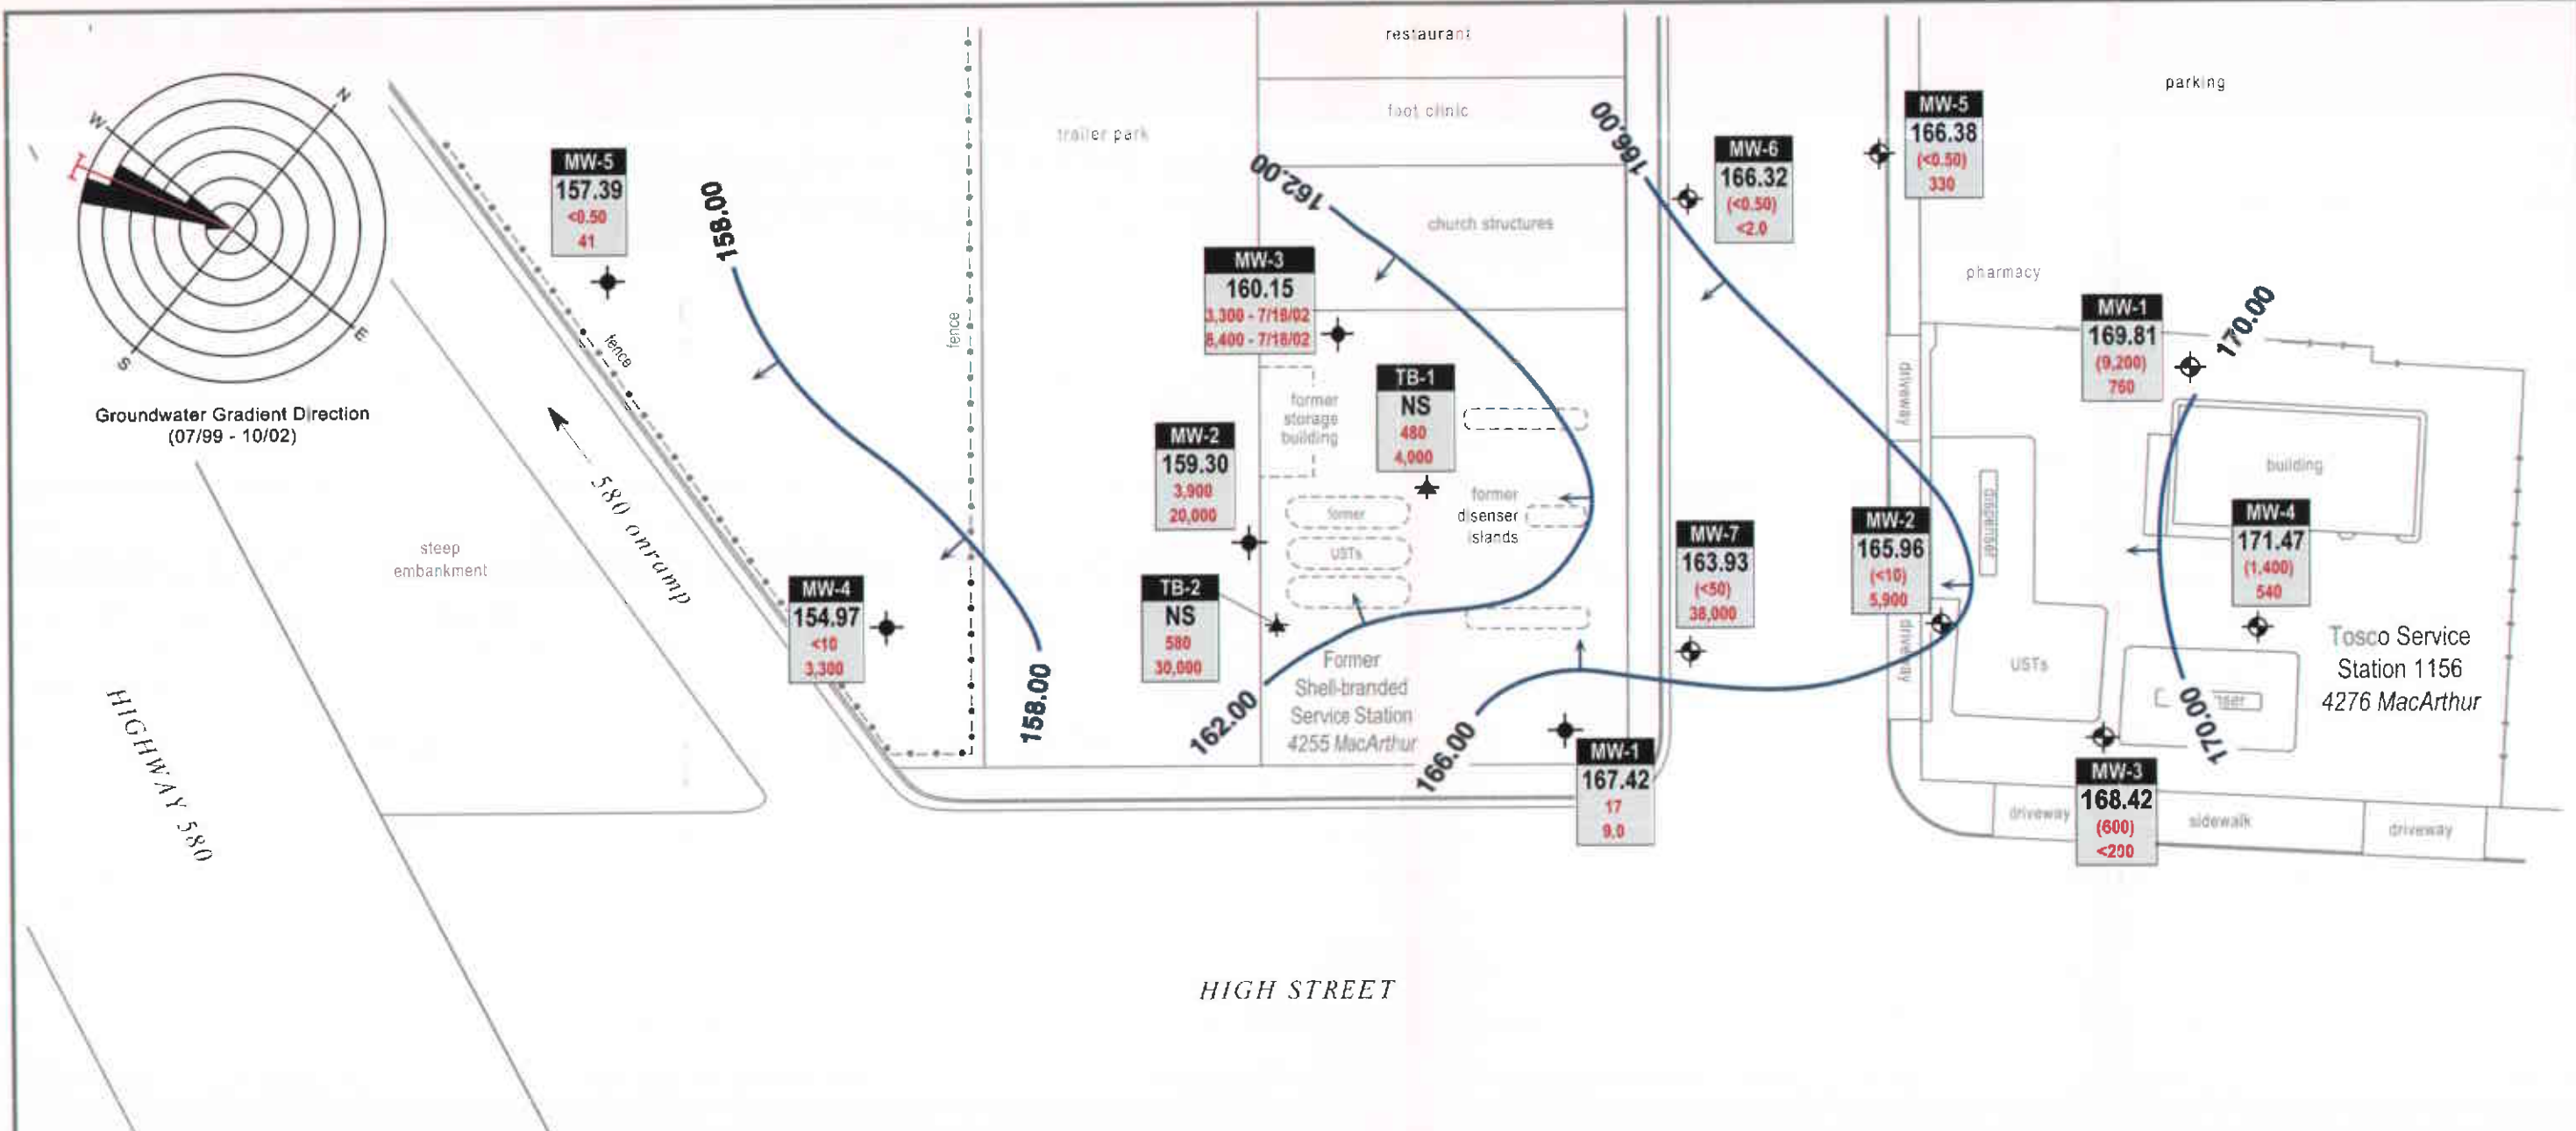 restaurant
foot clinic
trailer park
church structures
parking
pharmacy
N
W
E
S
Groundwater Gradient Direction
(07/99 - 10/02)
MW-5
157.39
<0.50
41
158.00
162.00
166.00
MW-6
166.32
(<0.50)
<2.0
MW-5
166.38
(<0.50)
330
MW-3
160.15
3,300 - 7/18/02
8,400 - 7/18/02
TB-1
NS
480
4,000
MW-1
169.81
(9,200)
760
170.00
fence
fence
driveway
former
storage
building
MW-2
159.30
3,900
20,000
former
USTs
former
disenser
islands
building
dispenser
580 onramp
steep
embankment
MW-4
154.97
<10
3,300
TB-2
NS
580
30,000
MW-7
163.93
(<50)
38,000
MW-2
165.96
(<10)
5,900
MW-4
171.47
(1,400)
540
Tosco Service
Station 1156
4276 MacArthur
USTs
driveway
Former
Shell-branded
Service Station
4255 MacArthur
158.00
162.00
166.00
170.00
MW-1
167.42
17
9.0
MW-3
168.42
(600)
<200
driveway
sidewalk
driveway
HIGHWAY 580
HIGH STREET